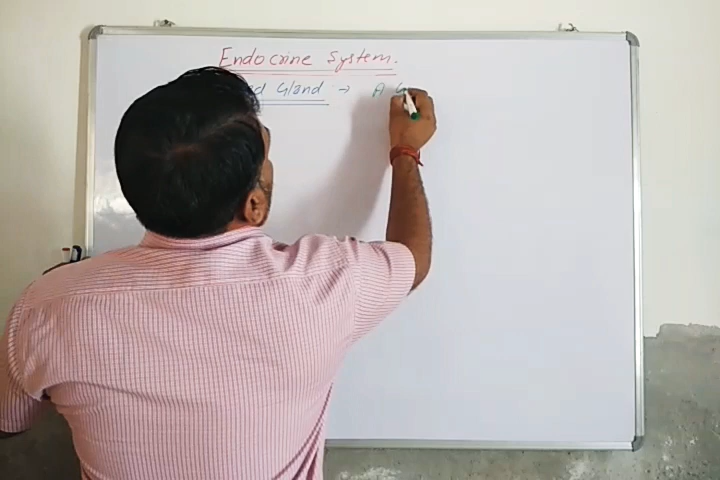 Endocrine System.
Gland → A G